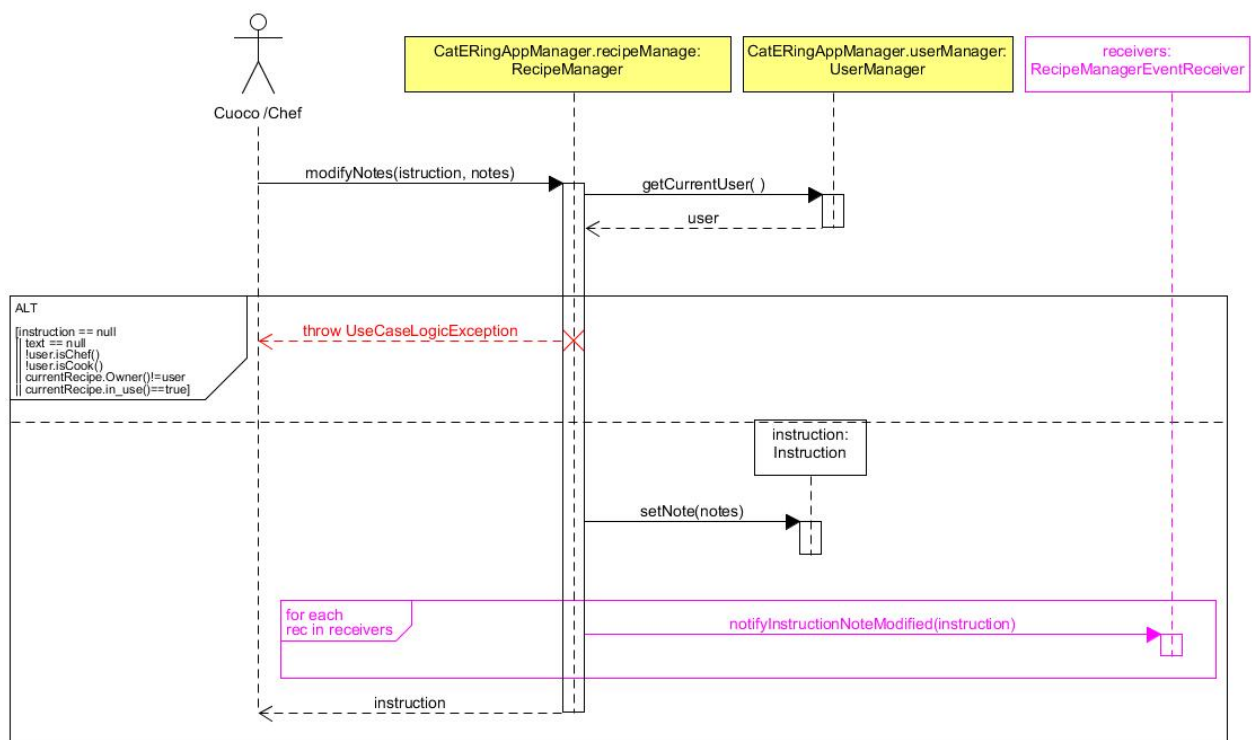 CatERingAppManager.recipeManage:
RecipeManager
CatERingAppManager.userManager:
UserManager
receivers:
RecipeManagerEventReceiver
Cuoco /Chef
modifyNotes(istruction, notes)
getCurrentUser( )
user
ALT
[instruction == null
|| text == null
!user.isChef()
!user.isCook()
|| currentRecipe.Owner()!=user
|| currentRecipe.in_use()==true]
throw UseCaseLogicException
instruction:
Instruction
setNote(notes)
for each
rec in receivers
notifyInstructionNoteModified(instruction)
instruction